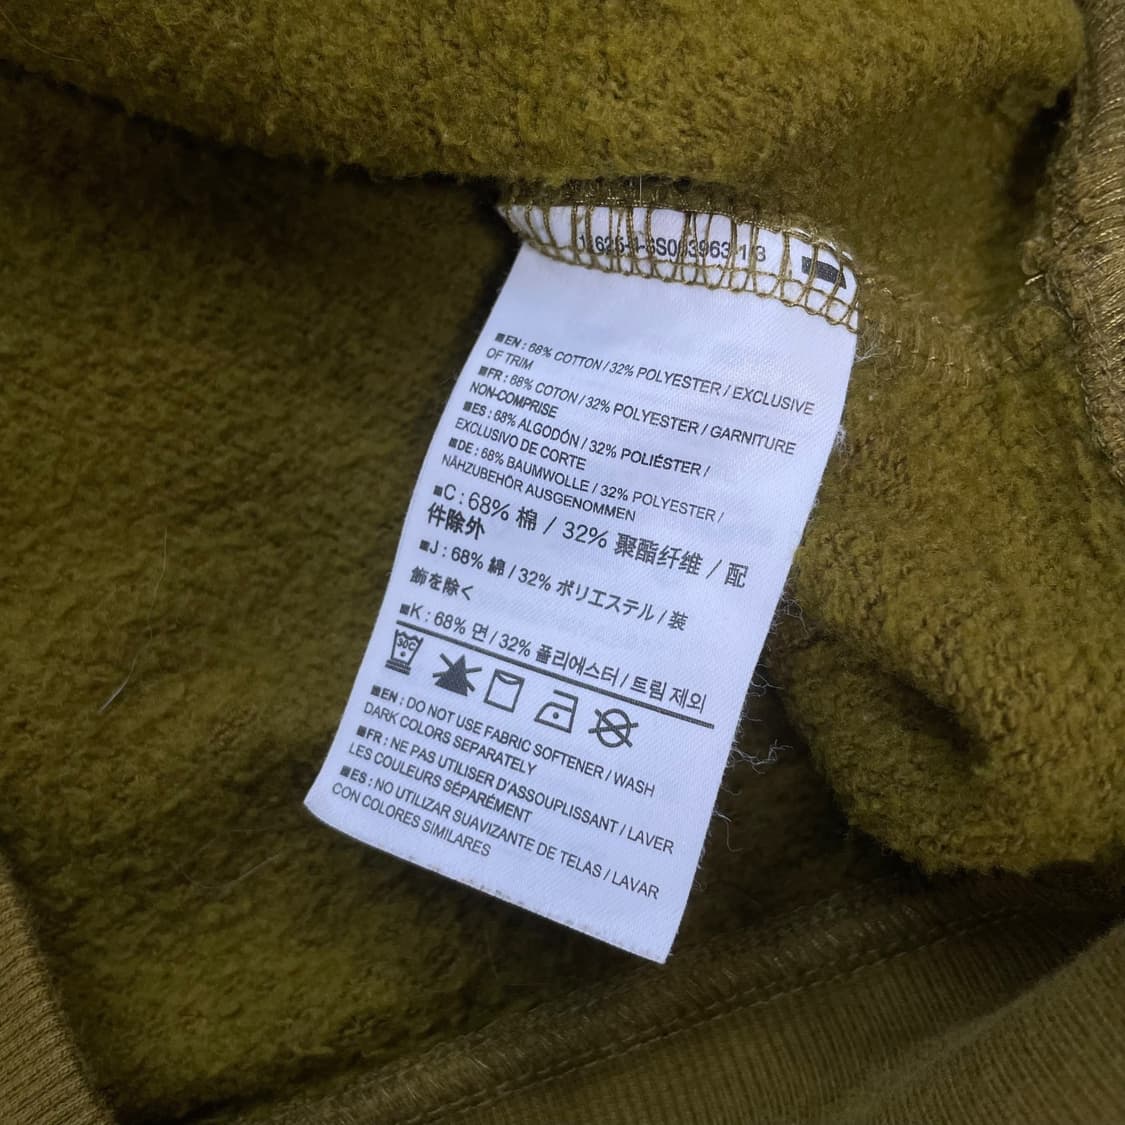 SS003963
■EN : 68% COTTON / 32% POLYESTER / EXCLUSIVE
OF TRIM
■FR : 68% COTON / 32% POLYESTER / GARNITURE
NON-COMPRISE
■ES : 68% ALGODÓN / 32% POLIÉSTER /
EXCLUSIVO DE CORTE
■DE : 68% BAUMWOLLE / 32% POLYESTER /
NÄHZUBEHÖR AUSGENOMMEN
■C : 68% 棉 / 32% 聚酯纤维 / 配
件除外
■J : 68% 綿 / 32% ポリエステル / 装
飾を除く
■K : 68% 면 / 32% 폴리에스터 / 트림 제외
30C
■EN : DO NOT USE FABRIC SOFTENER / WASH
DARK COLORS SEPARATELY
■FR : NE PAS UTILISER D'ASSOUPLISSANT / LAVER
LES COULEURS SÉPARÉMENT
■ES : NO UTILIZAR SUAVIZANTE DE TELAS / LAVAR
CON COLORES SIMILARES